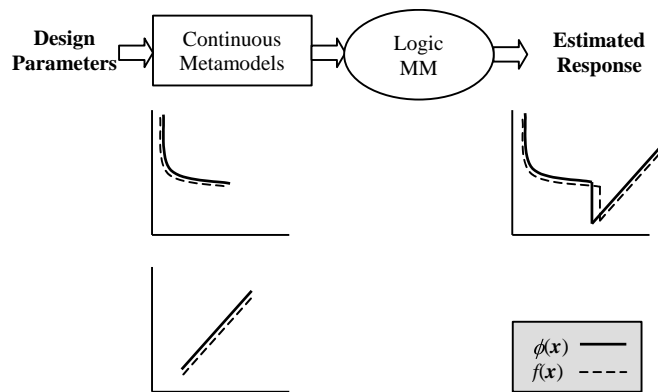 Design
Parameters
Continuous
Metamodels
Logic
MM
Estimated
Response
ϕ(x)
f(x)